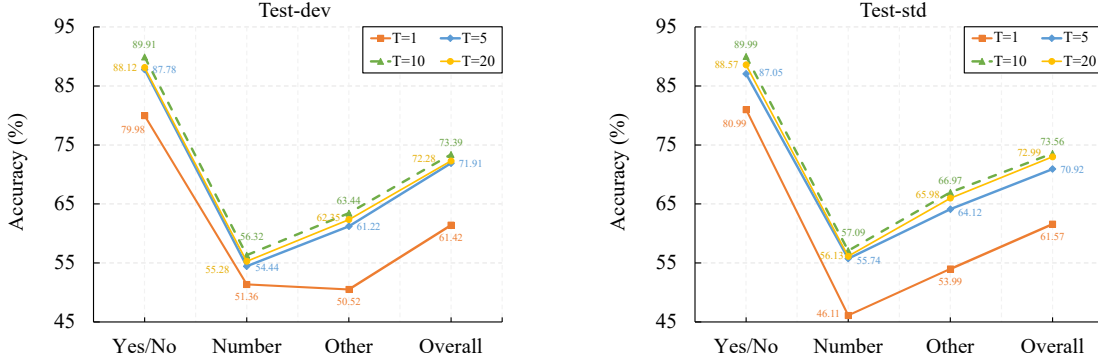 Test-dev
95
85
75
65
55
45
Accuracy (%)
T=1
T=5
T=10
T=20
89.91
88.12
87.78
79.98
56.32
55.28
54.44
51.36
63.44
62.35
61.22
50.52
73.39
72.28
71.91
61.42
Yes/No
Number
Other
Overall
Test-std
95
85
75
65
55
45
Accuracy (%)
T=1
T=5
T=10
T=20
89.99
88.57
87.05
80.99
57.09
56.13
55.74
46.11
66.97
65.98
64.12
53.99
73.56
72.99
70.92
61.57
Yes/No
Number
Other
Overall